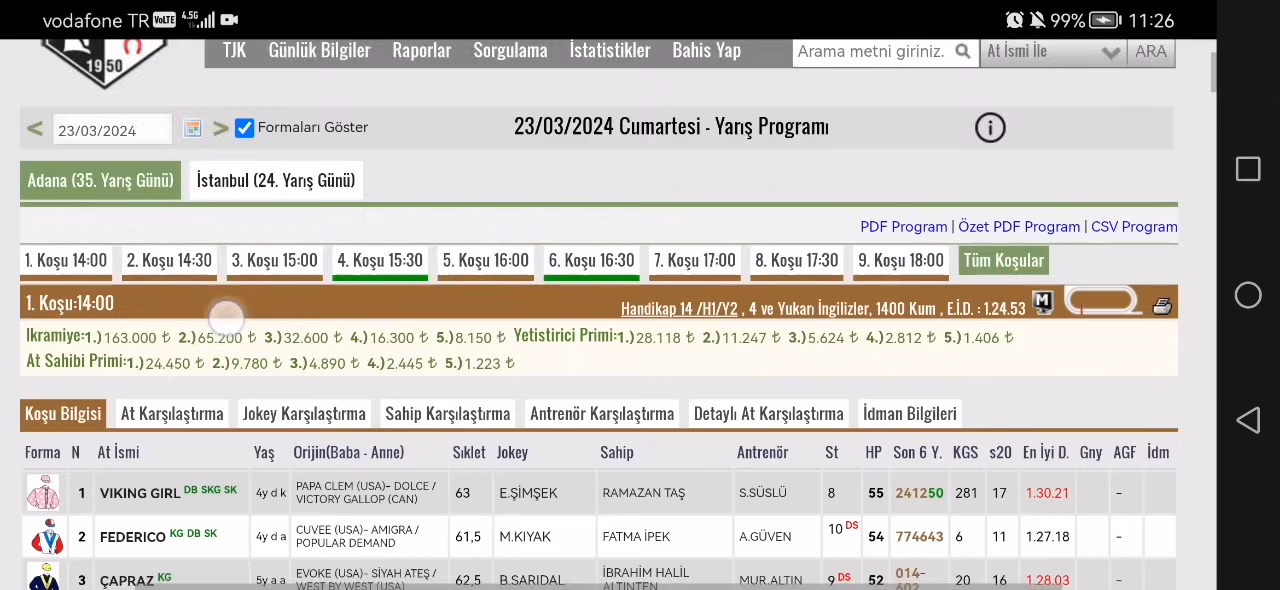 vodafone TR VoLTE 4.5G 99% 11:26
1950 TJK Günlük Bilgiler Raporlar Sorgulama İstatistikler Bahis Yap Arama metni giriniz. At İsmi İle ARA
< 23/03/2024 > Formaları Göster 23/03/2024 Cumartesi - Yarış Programı i
Adana (35. Yarış Günü) İstanbul (24. Yarış Günü)
PDF Program | Özet PDF Program | CSV Program
1. Koşu 14:00 2. Koşu 14:30 3. Koşu 15:00 4. Koşu 15:30 5. Koşu 16:00 6. Koşu 16:30 7. Koşu 17:00 8. Koşu 17:30 9. Koşu 18:00 Tüm Koşular
1. Koşu:14:00 Handikap 14 /H1/Y2 , 4 ve Yukarı İngilizler, 1400 Kum , E.İ.D. : 1.24.53 M
Ikramiye:1.)163.000 ₺ 2.)65.200 ₺ 3.)32.600 ₺ 4.)16.300 ₺ 5.)8.150 ₺ Yetistirici Primi:1.)28.118 ₺ 2.)11.247 ₺ 3.)5.624 ₺ 4.)2.812 ₺ 5.)1.406 ₺
At Sahibi Primi:1.)24.450 ₺ 2.)9.780 ₺ 3.)4.890 ₺ 4.)2.445 ₺ 5.)1.223 ₺
Koşu Bilgisi At Karşılaştırma Jokey Karşılaştırma Sahip Karşılaştırma Antrenör Karşılaştırma Detaylı At Karşılaştırma İdman Bilgileri
Forma N At İsmi Yaş Orijin(Baba - Anne) Sıklet Jokey Sahip Antrenör St HP Son 6 Y. KGS s20 En İyi D. Gny AGF İdm
1 VIKING GIRL DB SKG SK 4y d k PAPA CLEM (USA)- DOLCE / VICTORY GALLOP (CAN) 63 E.ŞİMŞEK RAMAZAN TAŞ S.SÜSLÜ 8 55 241250 281 17 1.30.21 -
2 FEDERICO KG DB SK 4y d a CUVEE (USA)- AMIGRA / POPULAR DEMAND 61,5 M.KIYAK FATMA İPEK A.GÜVEN 10 DS 54 774643 6 11 1.27.18 -
3 ÇAPRAZ KG 5y a a EVOKE (USA)- SİYAH ATEŞ / WEST BY WEST (USA) 62,5 B.SARIDAL İBRAHİM HALİL ALTINTEN MUR.ALTIN 9 DS 52 014-602 20 16 1.28.03 -